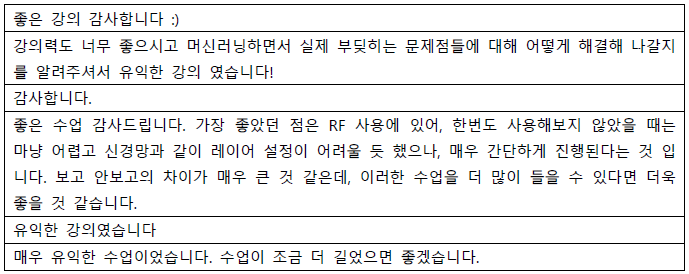 좋은 강의 감사합니다 :)
강의력도 너무 좋으시고 머신러닝하면서 실제 부딪히는 문제점들에 대해 어떻게 해결해 나갈지
를 알려주셔서 유익한 강의 였습니다!
감사합니다.
좋은 수업 감사드립니다. 가장 좋았던 점은 RF 사용에 있어, 한번도 사용해보지 않았을 때는
마냥 어렵고 신경망과 같이 레이어 설정이 어려울 듯 했으나, 매우 간단하게 진행된다는 것 입
니다. 보고 안보고의 차이가 매우 큰 것 같은데, 이러한 수업을 더 많이 들을 수 있다면 더욱
좋을 것 같습니다.
유익한 강의였습니다
매우 유익한 수업이었습니다. 수업이 조금 더 길었으면 좋겠습니다.